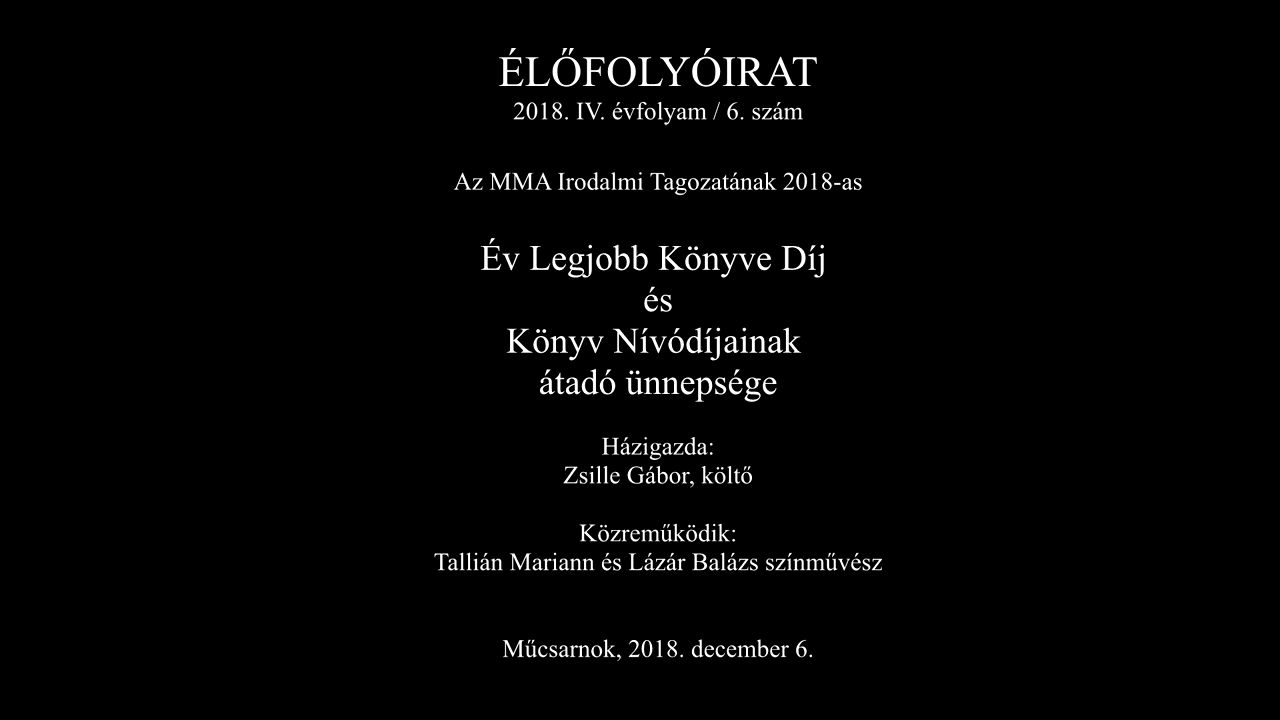 ÉLŐFOLYÓIRAT
2018. IV. évfolyam / 6. szám
Az MMA Irodalmi Tagozatának 2018-as
Év Legjobb Könyve Díj
és
Könyv Nívódíjainak
átadó ünnepsége
Házigazda:
Zsille Gábor, költő
Közreműködik:
Tallián Mariann és Lázár Balázs színművész
Műcsarnok, 2018. december 6.